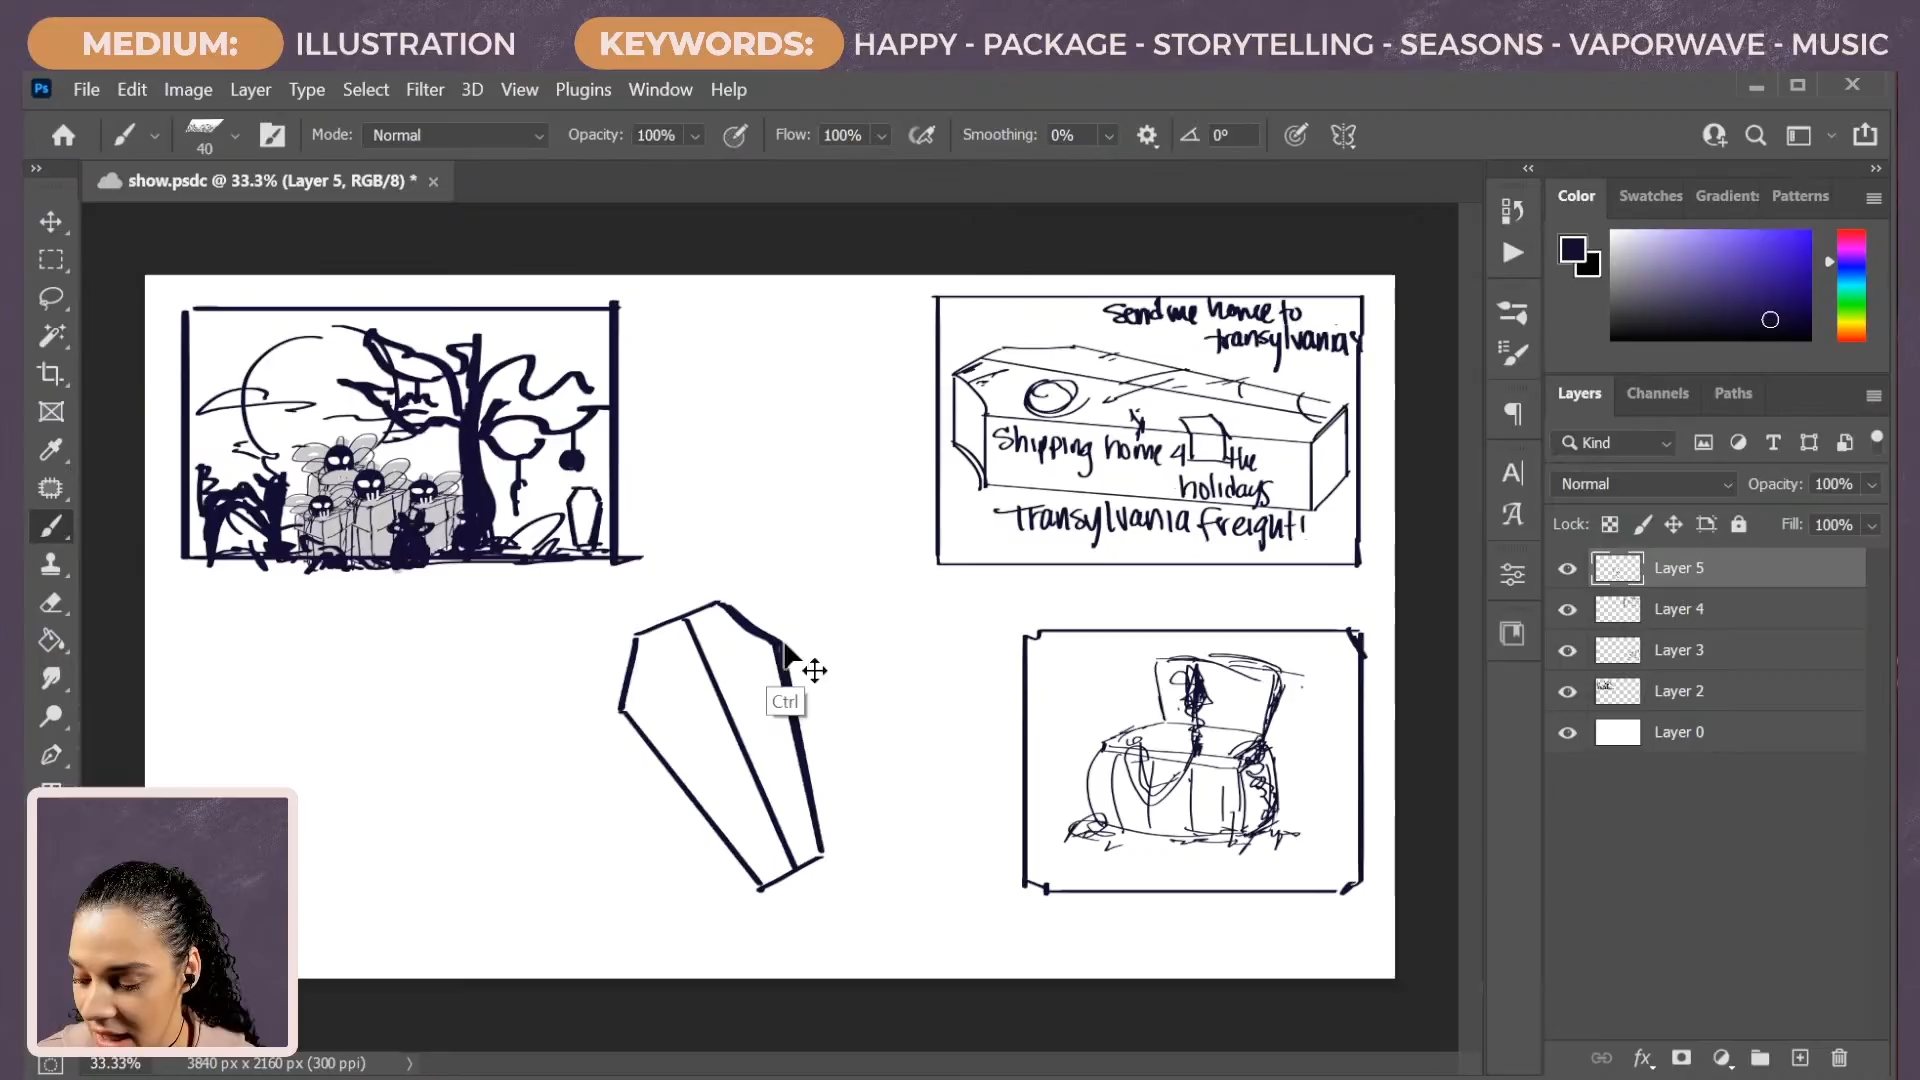 MEDIUM: ILLUSTRATION KEYWORDS: HAPPY - PACKAGE - STORYTELLING - SEASONS - VAPORWAVE - MUSIC
Ps File Edit Image Layer Type Select Filter 3D View Plugins Window Help
40 Mode: Normal Opacity: 100% Flow: 100% Smoothing: 0% 0°
show.psdc @ 33.3% (Layer 5, RGB/8) *
Color Swatches Gradients Patterns
Send me home to
transylvania
Shipping home 4 the
holidays
Transylvania freight!
Ctrl
Layers Channels Paths
Kind
Normal Opacity: 100%
Lock: Fill: 100%
Layer 5
Layer 4
Layer 3
Layer 2
Layer 0
33.33% 3840 px x 2160 px (300 ppi)
fx